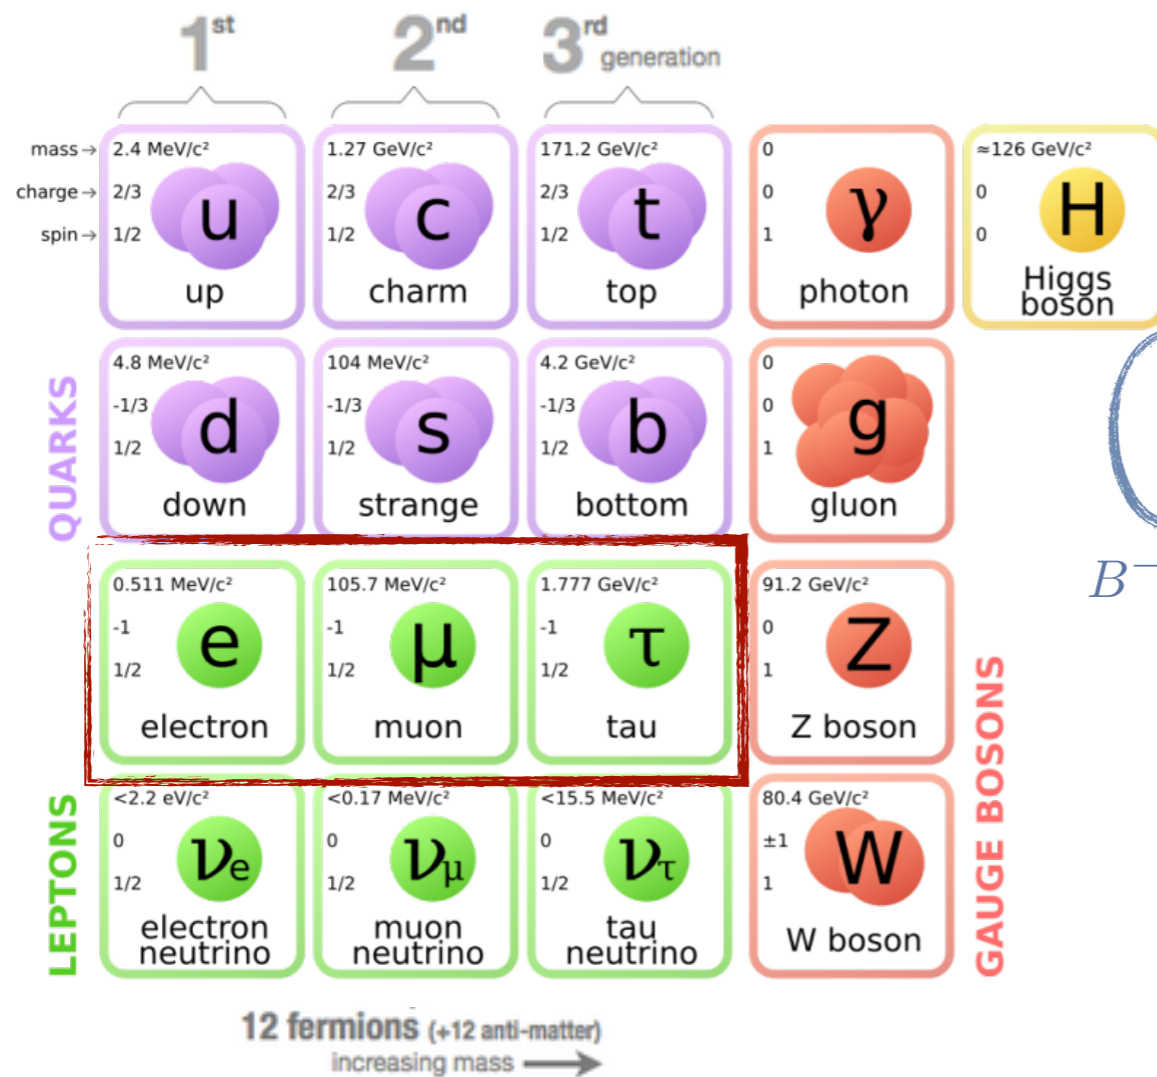 1st 2nd 3rd generation
mass→ 2.4 MeV/c² 1.27 GeV/c² 171.2 GeV/c² 0 ≈126 GeV/c²
charge→ 2/3 2/3 2/3 0 0
spin→ 1/2 1/2 1/2 1 0
u c t γ H
up charm top photon Higgs
boson
4.8 MeV/c² 104 MeV/c² 4.2 GeV/c² 0
-1/3 -1/3 -1/3 0
1/2 1/2 1/2 1
d s b g
down strange bottom gluon
QUARKS
0.511 MeV/c² 105.7 MeV/c² 1.777 GeV/c² 91.2 GeV/c²
-1 -1 -1 0
1/2 1/2 1/2 1
e μ τ Z
electron muon tau Z boson
B⁻
<2.2 eV/c² <0.17 MeV/c² <15.5 MeV/c² 80.4 GeV/c²
0 0 0 ±1
1/2 1/2 1/2 1
νe νμ ντ W
electron muon tau W boson
neutrino neutrino neutrino
LEPTONS
GAUGE BOSONS
12 fermions (+12 anti-matter)
increasing mass →